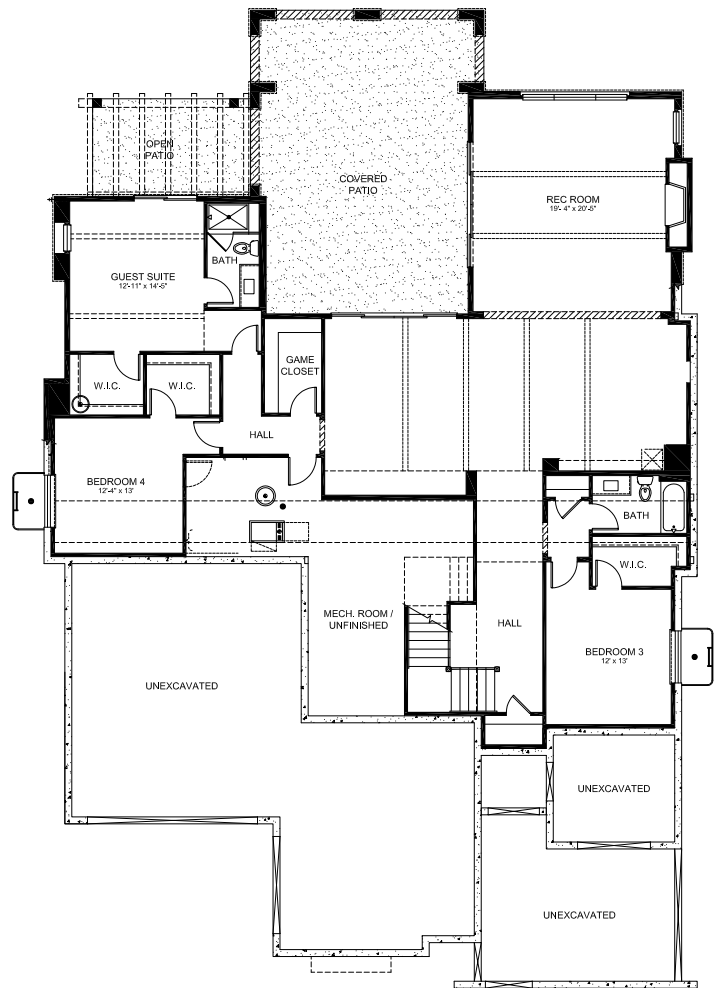 OPEN
PATIO
COVERED
PATIO
REC ROOM
19'- 4" x 20'-5"
BATH
GUEST SUITE
12'-11" x 14'-5"
GAME
CLOSET
W.I.C.
W.I.C.
HALL
BEDROOM 4
12'-4" x 13'
BATH
W.I.C.
MECH. ROOM /
UNFINISHED
HALL
BEDROOM 3
12' x 13'
UNEXCAVATED
UNEXCAVATED
UNEXCAVATED